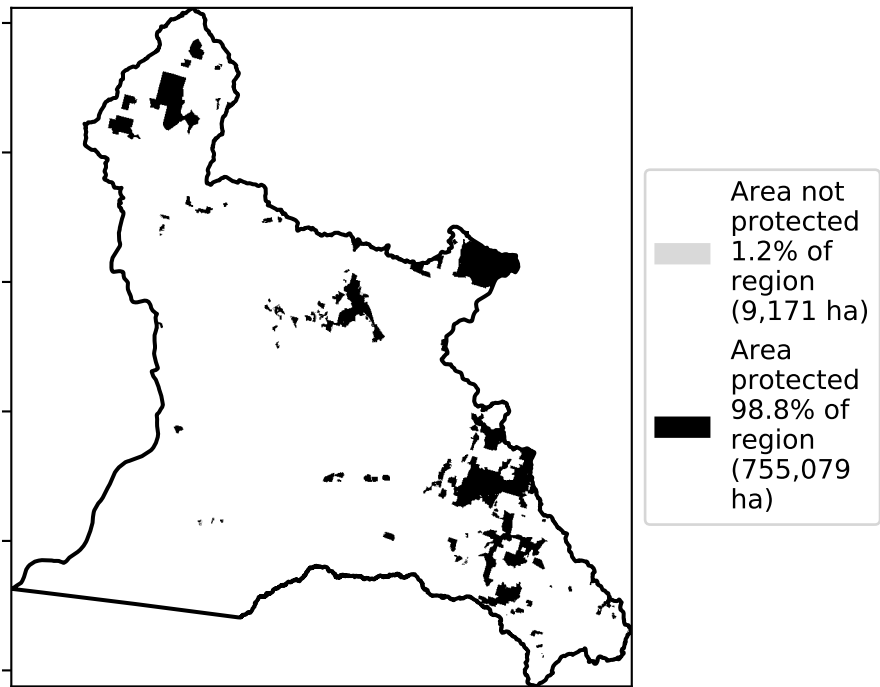 Area not
protected
1.2% of
region
(9,171 ha)
Area
protected
98.8% of
region
(755,079
ha)